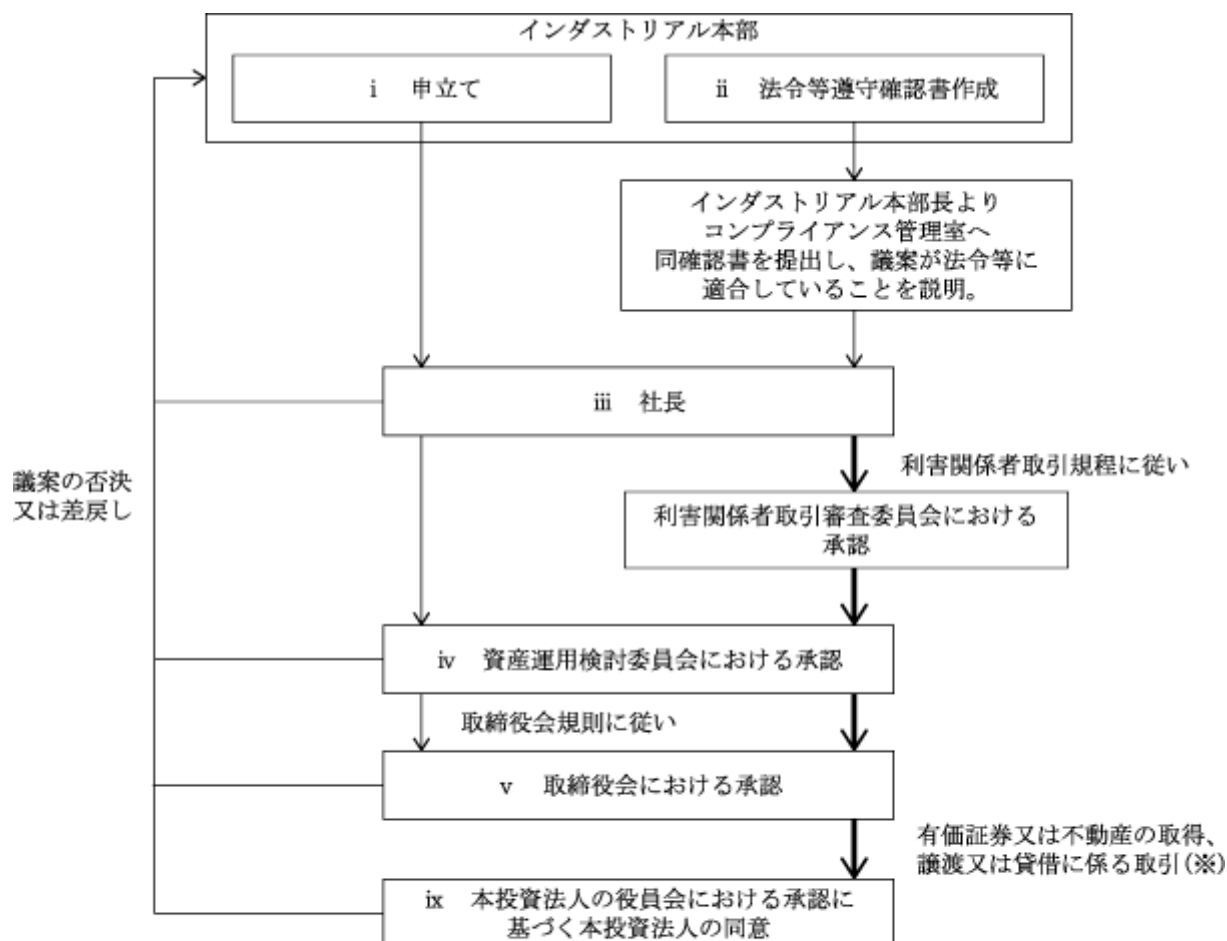 インダストリアル本部
ⅰ 申立て
ⅱ 法令等遵守確認書作成
インダストリアル本部長より
コンプライアンス管理室へ
同確認書を提出し、議案が法令等に
適合していることを説明。
ⅲ 社長
議案の否決
又は差戻し
利害関係者取引規程に従い
利害関係者取引審査委員会における
承認
ⅳ 資産運用検討委員会における承認
取締役会規則に従い
ⅴ 取締役会における承認
有価証券又は不動産の取得、
譲渡又は貸借に係る取引(※)
ⅸ 本投資法人の役員会における承認に
基づく本投資法人の同意